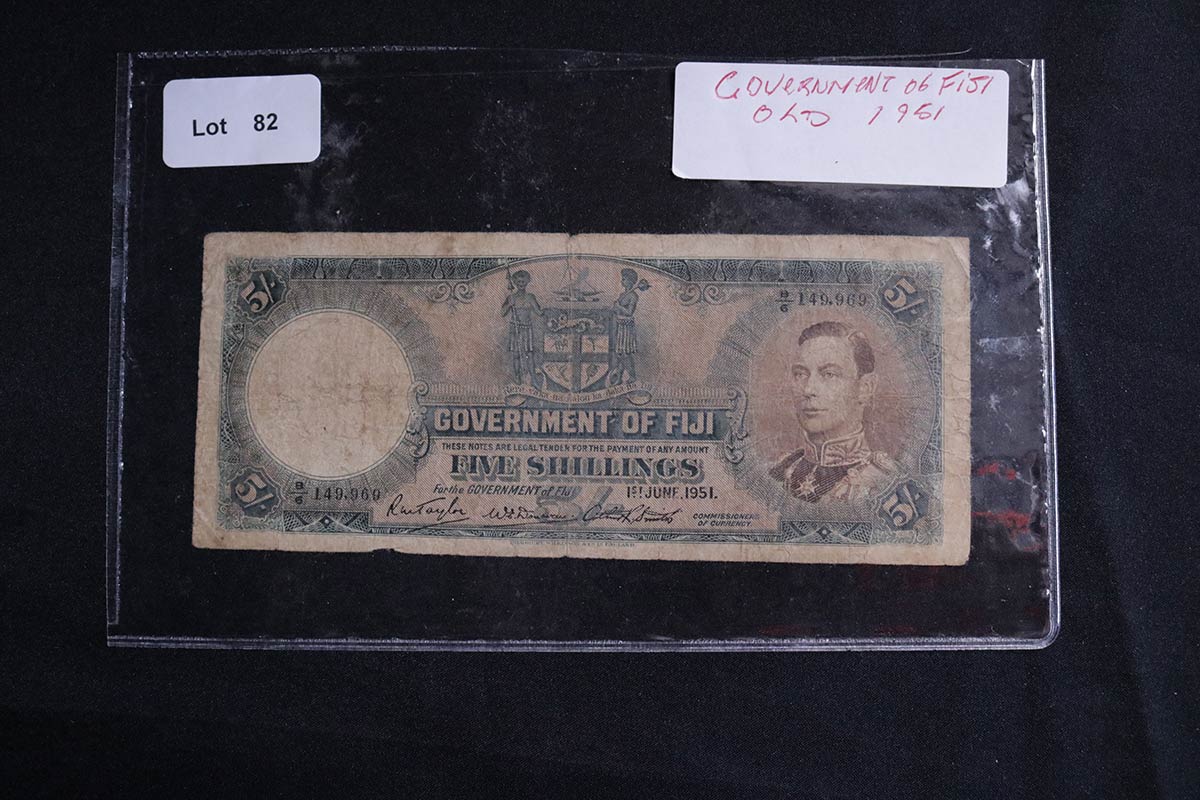 Lot 82
GOVERNMENT OF FIJI
OLD 1951
5/-
5/-
B/6 149,969
GOVERNMENT OF FIJI
THESE NOTES ARE LEGAL TENDER FOR THE PAYMENT OF ANY AMOUNT
FIVE SHILLINGS
For the GOVERNMENT of FIJI 1ST JUNE, 1951.
5/-
B/6 149,969
RWTaylor
COMMISSIONERS
OF CURRENCY
5/-
ENGLAND